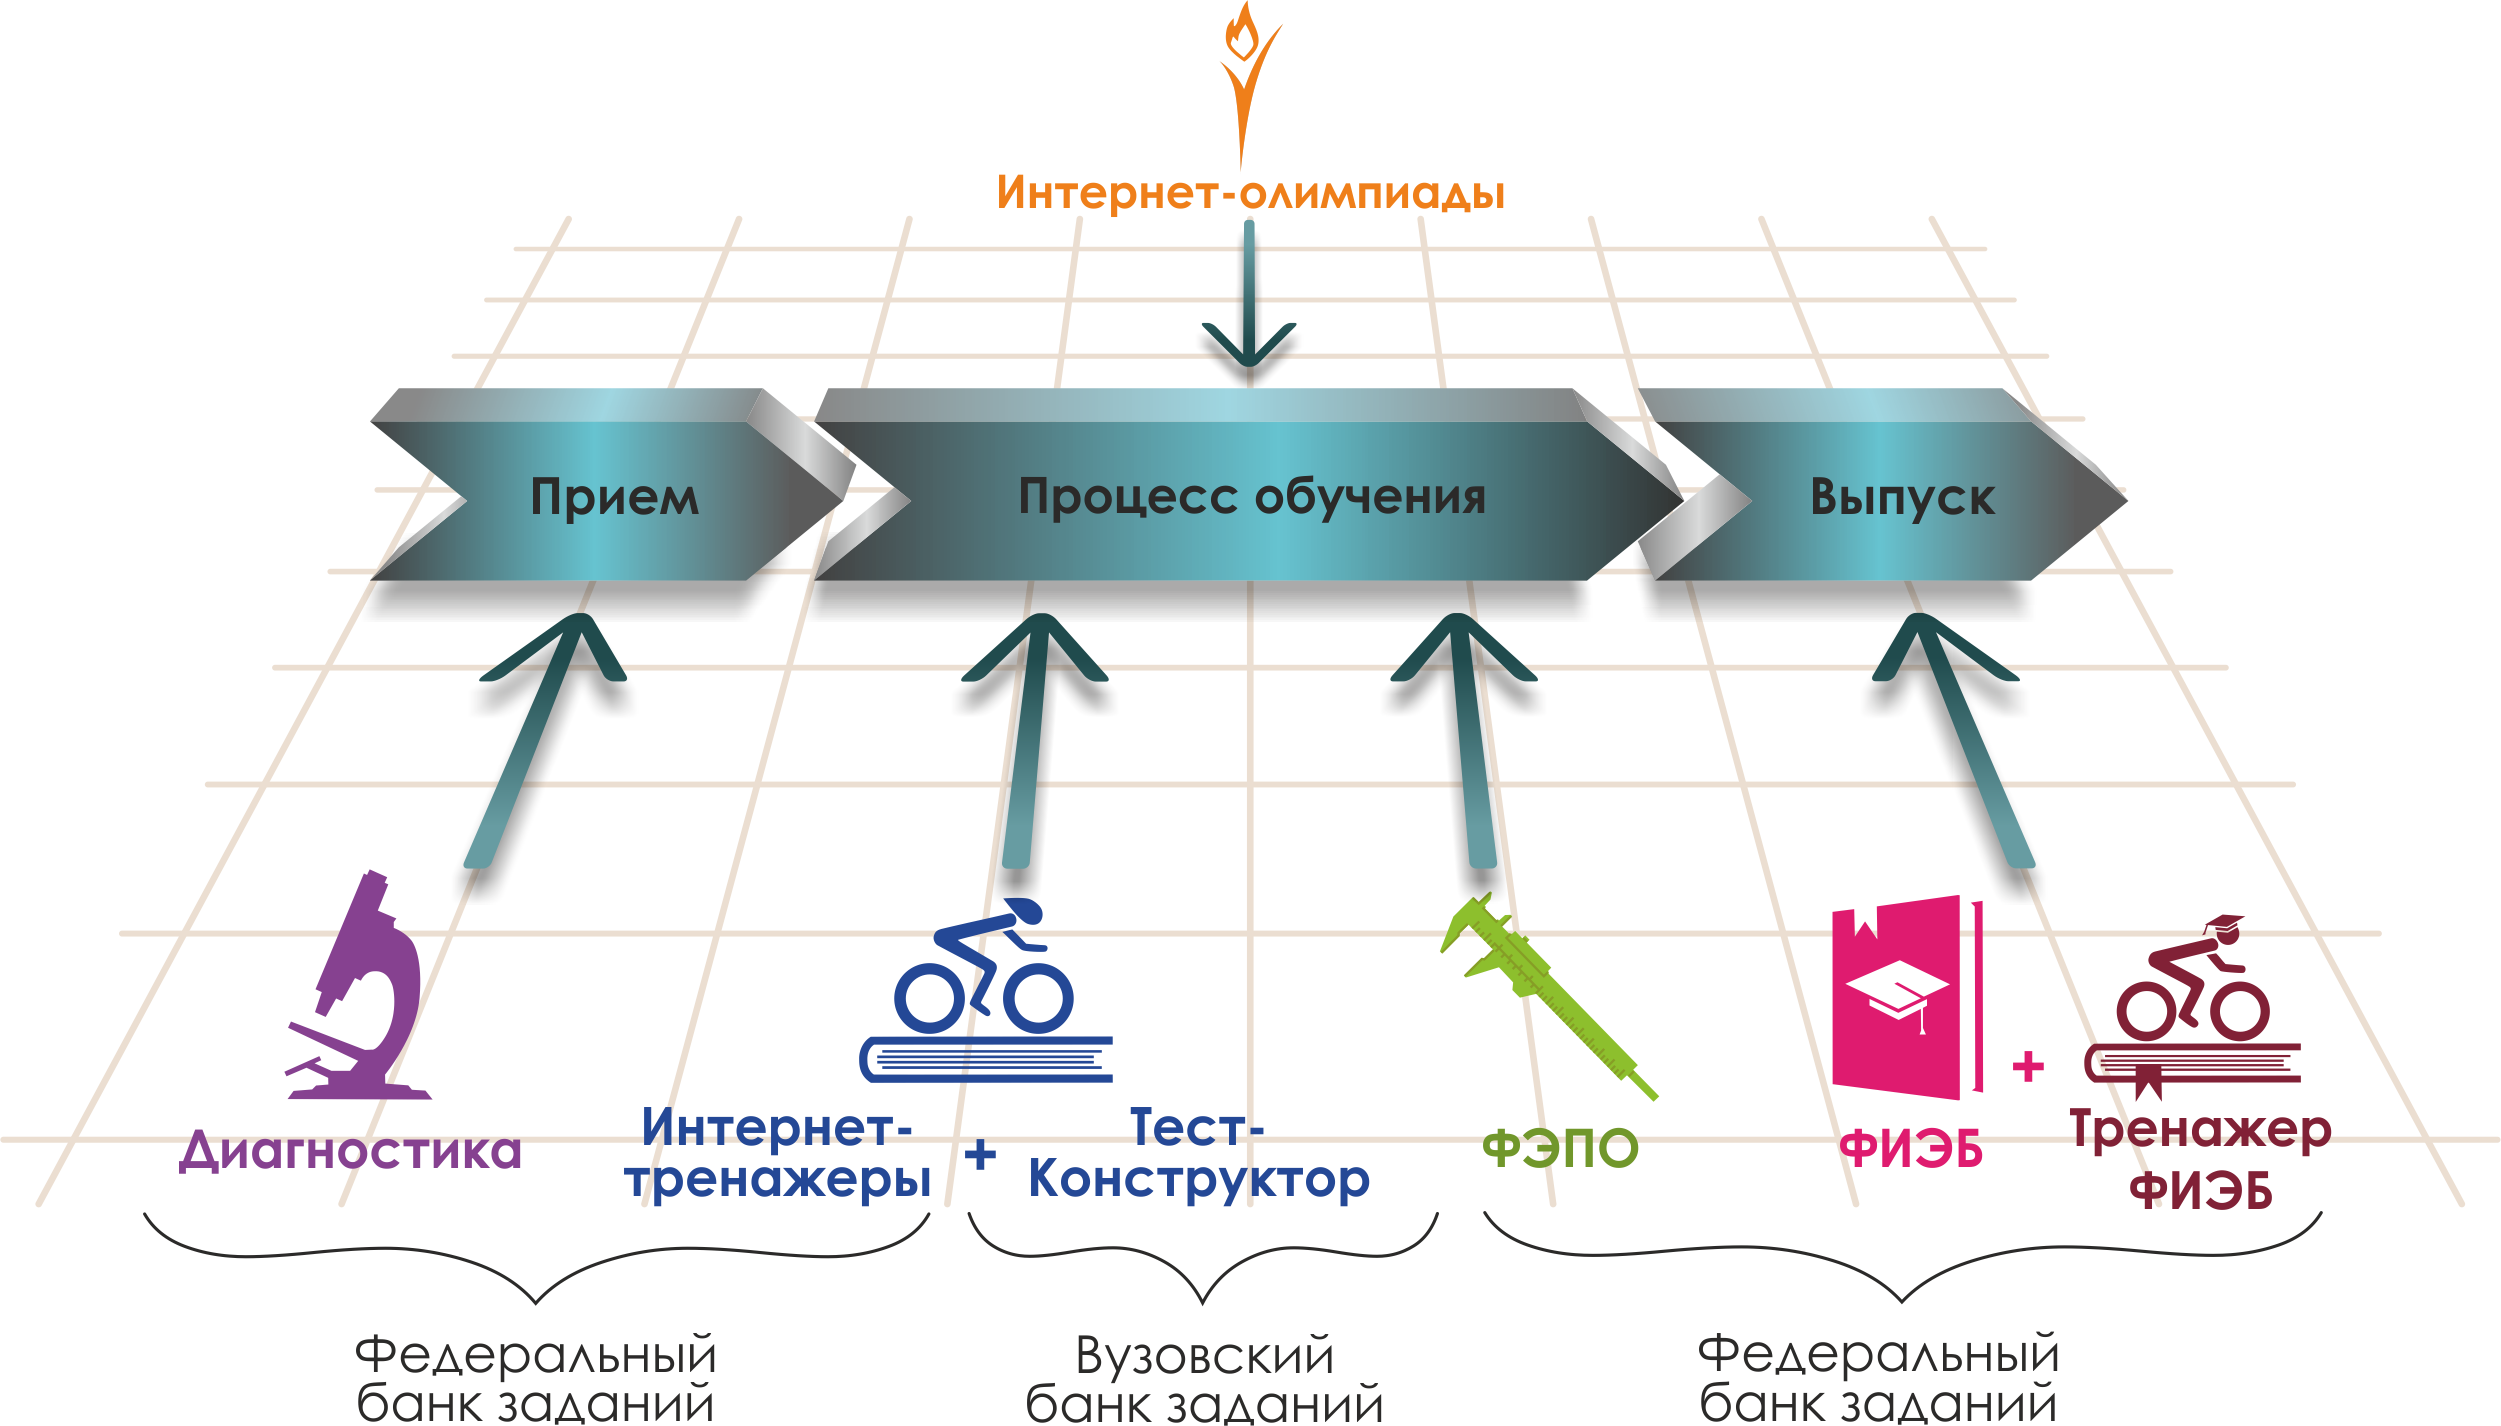 Интернет-олимпиады
Прием
Процесс обучения
Выпуск
Диагностика
Интернет-
тренажеры
+
Тест-
Конструктор
ФЭПО
ФИЭБ
+
Тренажер
ФИЭБ
Федеральный
банк заданий
Вузовский
банк заданий
Федеральный
банк заданий